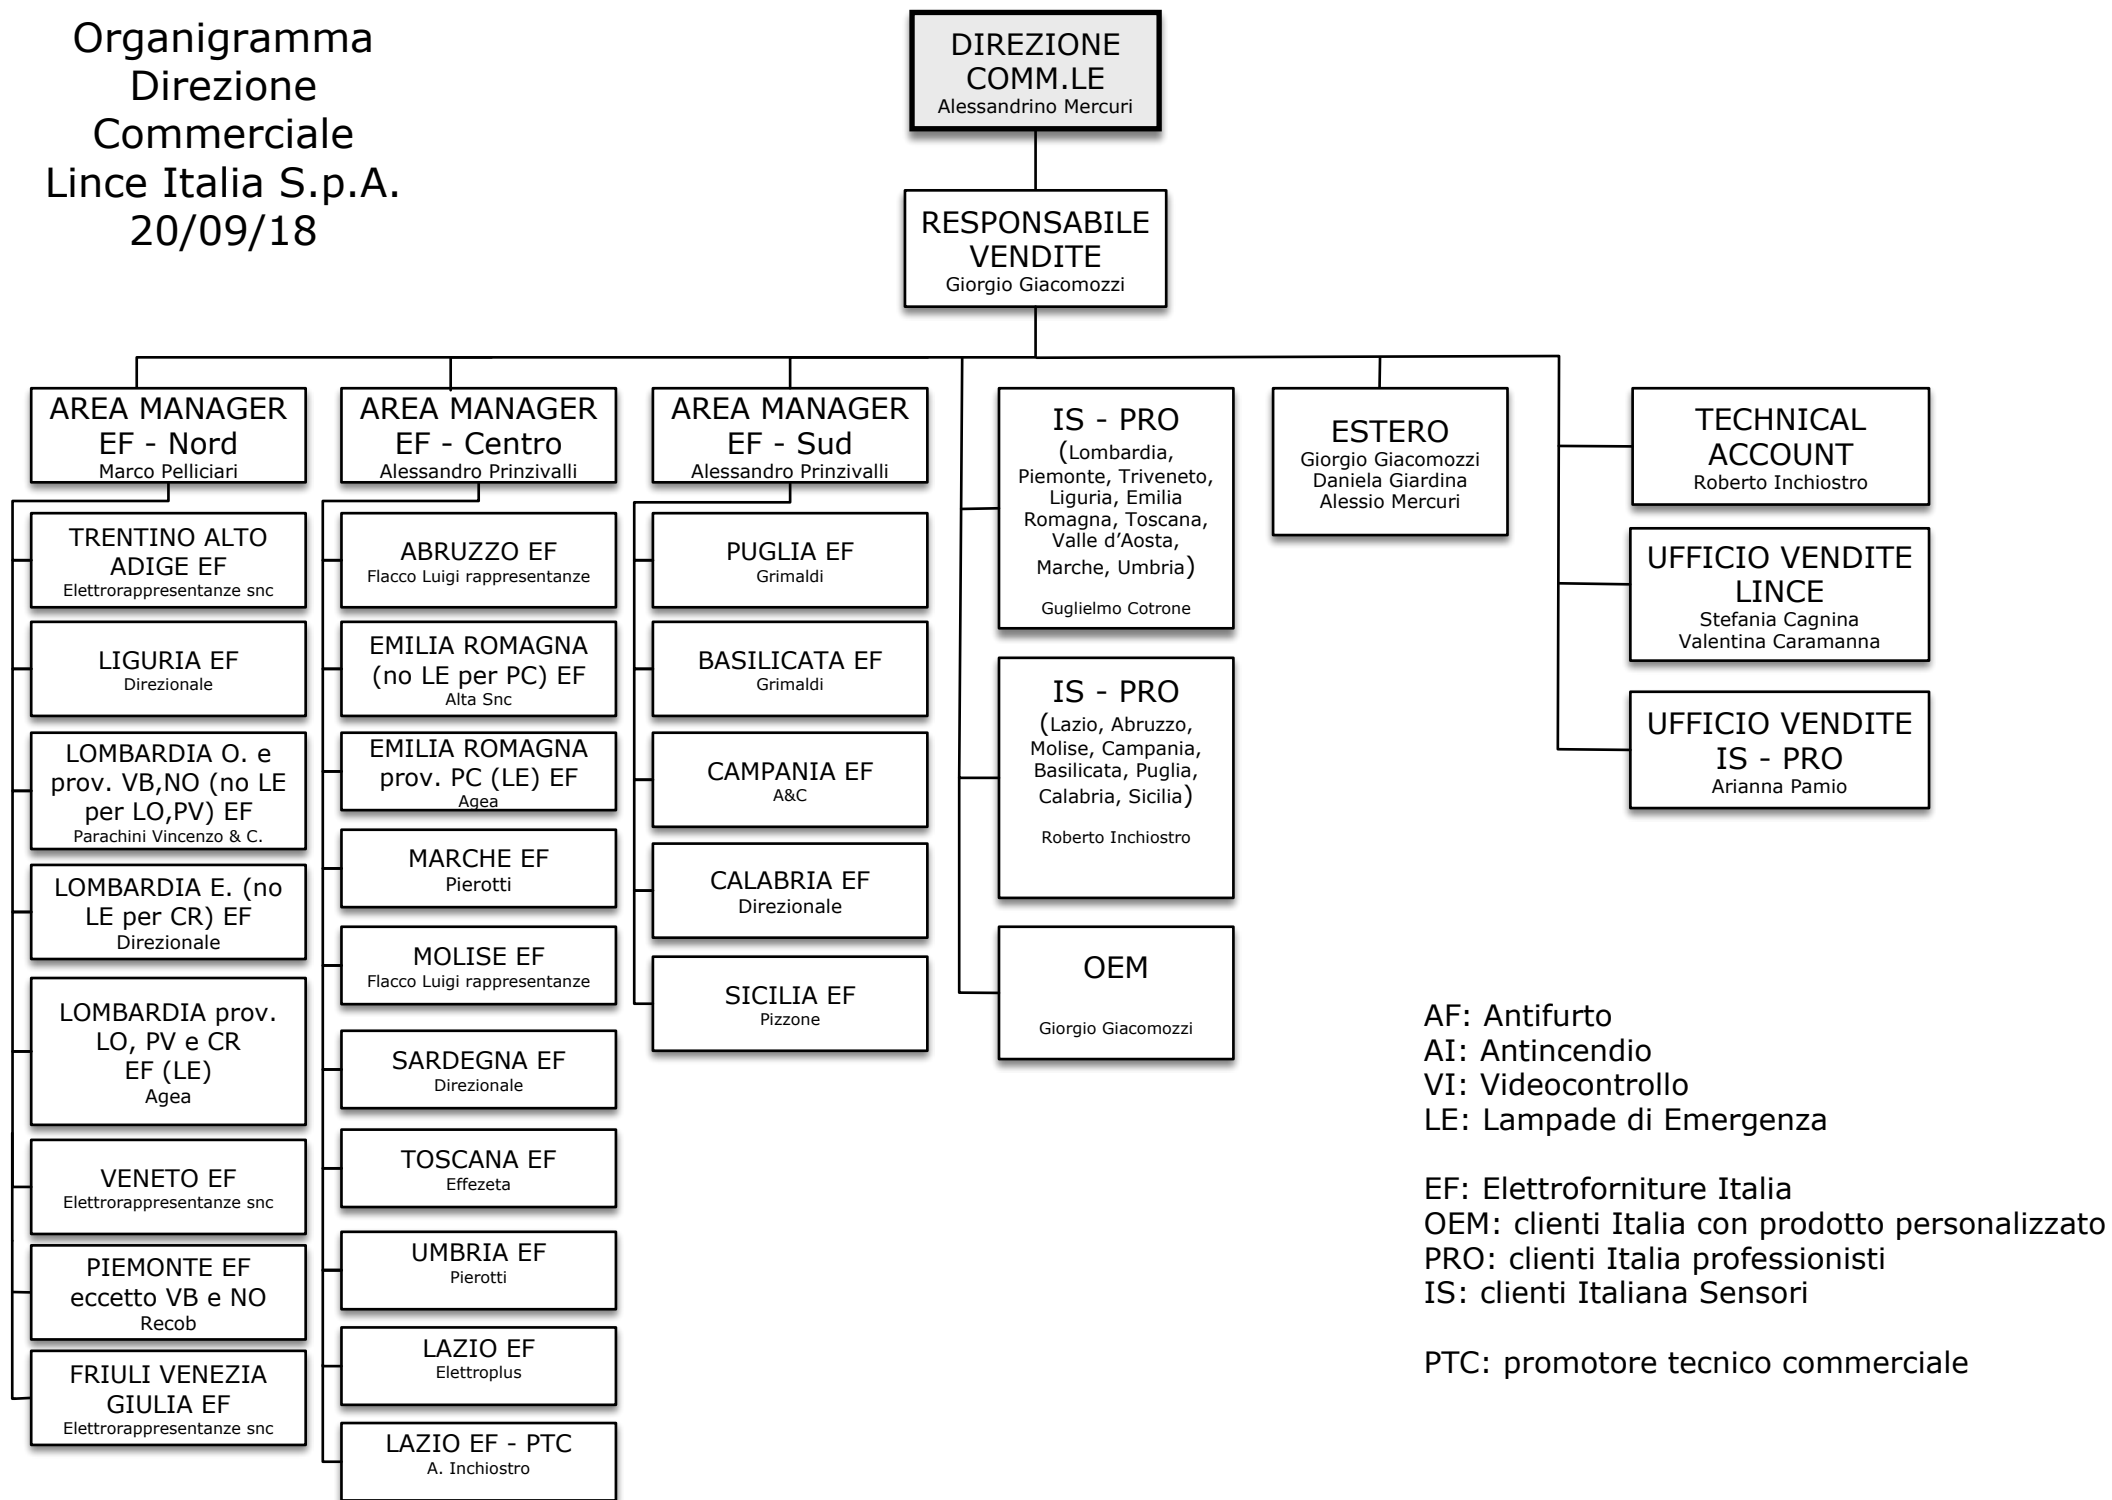 Organigramma
Direzione
Commerciale
Lince Italia S.p.A.
20/09/18
DIREZIONE
COMM.LE
Alessandrino Mercuri
RESPONSABILE
VENDITE
Giorgio Giacomozzi
AREA MANAGER
EF - Nord
Marco Pelliciari
TRENTINO ALTO
ADIGE EF
Elettrorappresentanze snc
LIGURIA EF
Direzionale
LOMBARDIA O. e
prov. VB,NO (no LE
per LO,PV) EF
Parachini Vincenzo & C.
LOMBARDIA E. (no
LE per CR) EF
Direzionale
LOMBARDIA prov.
LO, PV e CR
EF (LE)
Agea
VENETO EF
Elettrorappresentanze snc
PIEMONTE EF
eccetto VB e NO
Recob
FRIULI VENEZIA
GIULIA EF
Elettrorappresentanze snc
AREA MANAGER
EF - Centro
Alessandro Prinzivalli
ABRUZZO EF
Flacco Luigi rappresentanze
EMILIA ROMAGNA
(no LE per PC) EF
Alta Snc
EMILIA ROMAGNA
prov. PC (LE) EF
Agea
MARCHE EF
Pierotti
MOLISE EF
Flacco Luigi rappresentanze
SARDEGNA EF
Direzionale
TOSCANA EF
Effezeta
UMBRIA EF
Pierotti
LAZIO EF
Elettroplus
LAZIO EF - PTC
A. Inchiostro
AREA MANAGER
EF - Sud
Alessandro Prinzivalli
PUGLIA EF
Grimaldi
BASILICATA EF
Grimaldi
CAMPANIA EF
A&C
CALABRIA EF
Direzionale
SICILIA EF
Pizzone
IS - PRO
(Lombardia,
Piemonte, Triveneto,
Liguria, Emilia
Romagna, Toscana,
Valle d'Aosta,
Marche, Umbria)
Guglielmo Cotrone
IS - PRO
(Lazio, Abruzzo,
Molise, Campania,
Basilicata, Puglia,
Calabria, Sicilia)
Roberto Inchiostro
OEM
Giorgio Giacomozzi
ESTERO
Giorgio Giacomozzi
Daniela Giardina
Alessio Mercuri
TECHNICAL
ACCOUNT
Roberto Inchiostro
UFFICIO VENDITE
LINCE
Stefania Cagnina
Valentina Caramanna
UFFICIO VENDITE
IS - PRO
Arianna Pamio
AF: Antifurto
AI: Antincendio
VI: Videocontrollo
LE: Lampade di Emergenza
EF: Elettroforniture Italia
OEM: clienti Italia con prodotto personalizzato
PRO: clienti Italia professionisti
IS: clienti Italiana Sensori
PTC: promotore tecnico commerciale